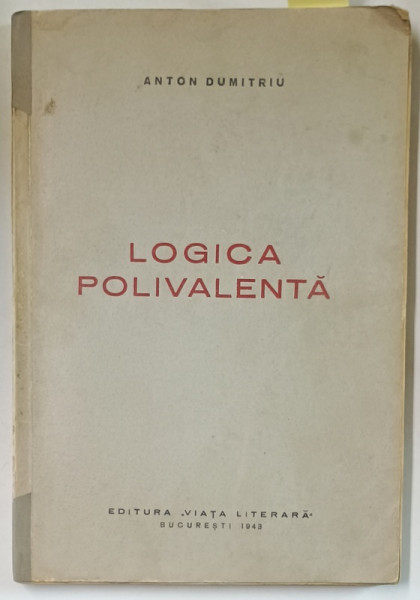 ANTON DUMITRIU
LOGICA
POLIVALENTĂ
EDITURA „VIAȚA LITERARĂ"
BUCUREȘTI 1943